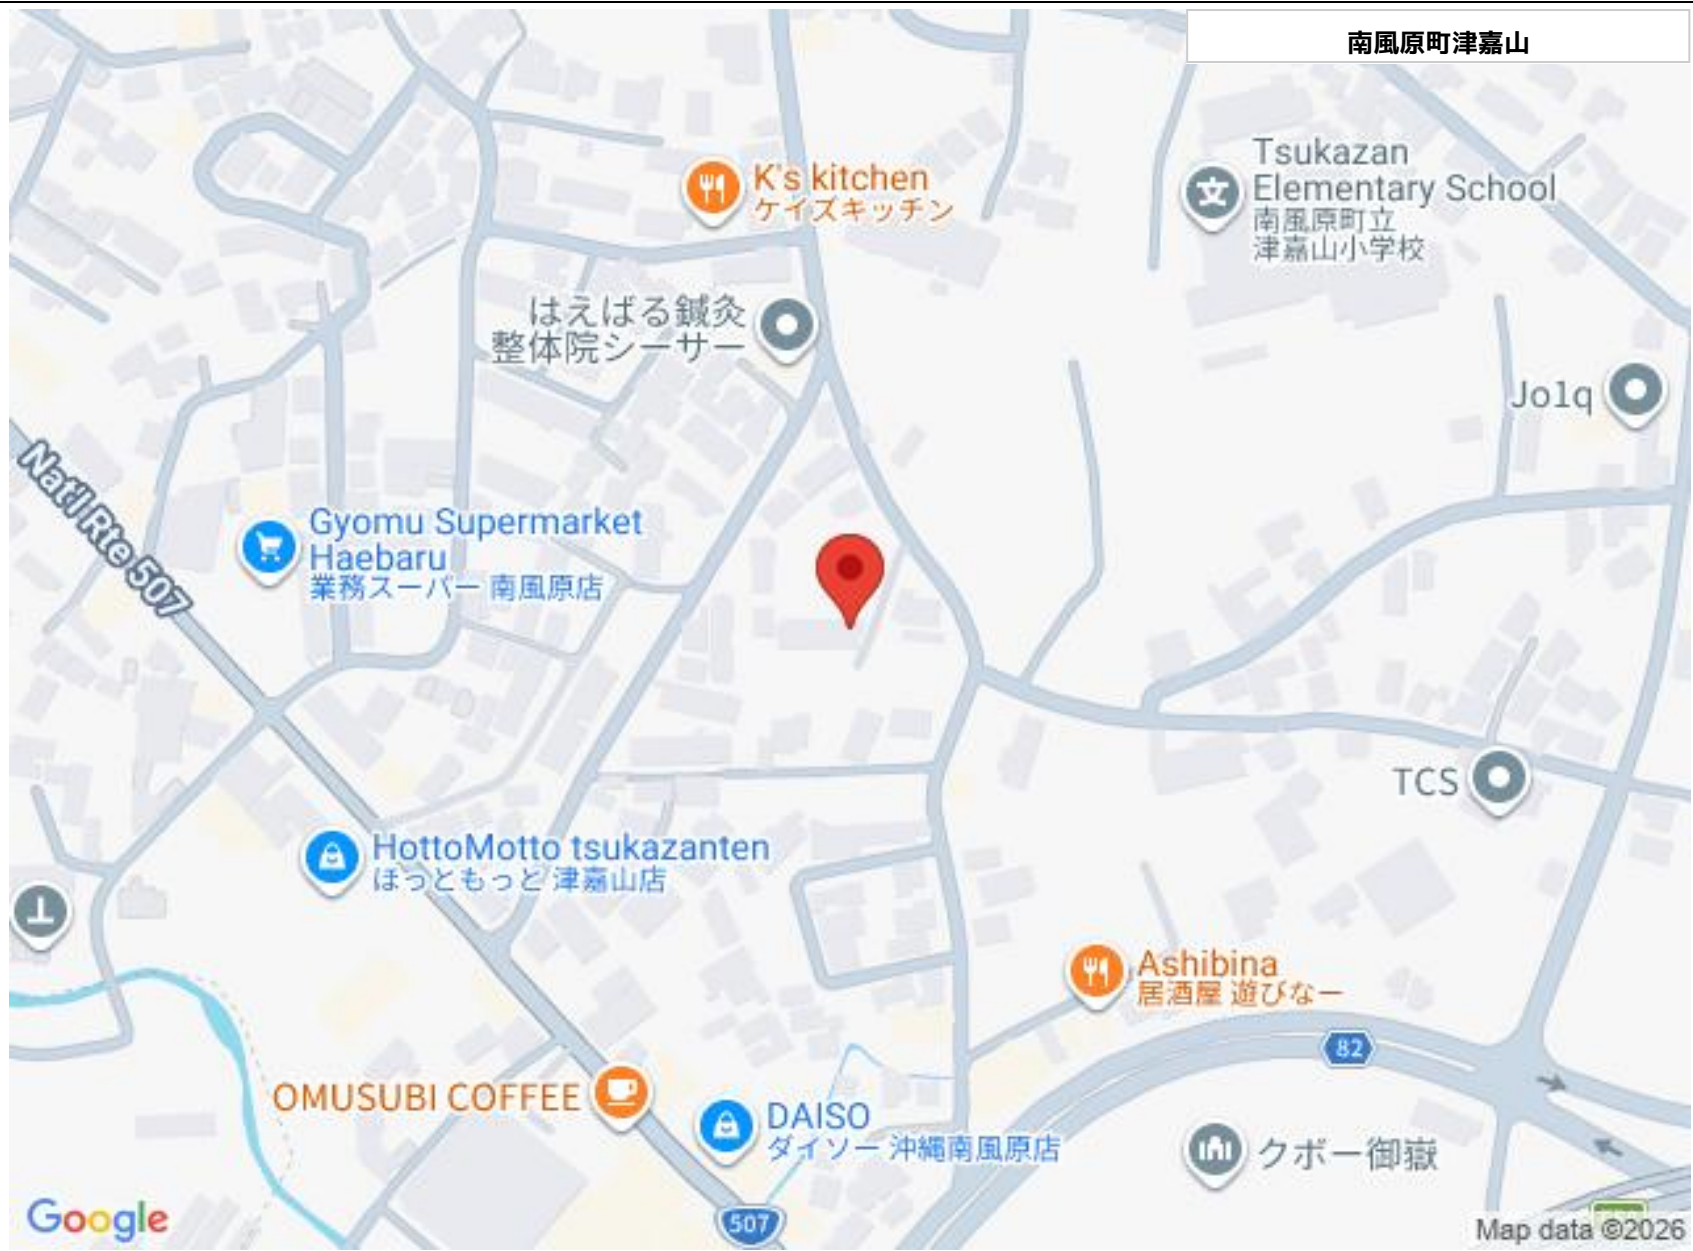 南風原町津嘉山
Tsukazan
Elementary School
南風原町立
津嘉山小学校
K's kitchen
ケイズキッチン
はえばる鍼灸
整体院シーサー
Jo1q
Nat'l Rte 507
Gyomu Supermarket
Haebaru
業務スーパー 南風原店
TCS
HottoMotto tsukazanten
ほっともっと 津嘉山店
Ashibina
居酒屋 遊びなー
82
OMUSUBI COFFEE
DAISO
ダイソー 沖縄南風原店
クボー御嶽
507
Google
Map data ©2026